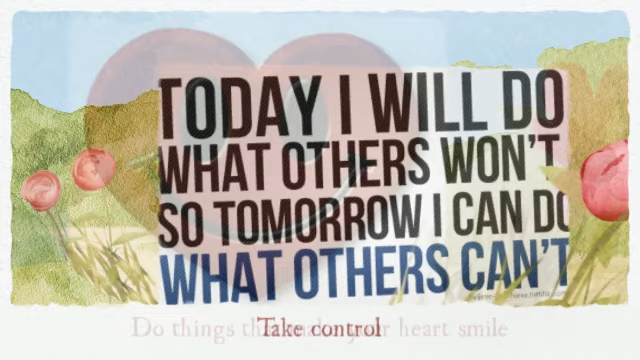 TODAY I WILL DO
WHAT OTHERS WON'T
SO TOMORROW I CAN DO
WHAT OTHERS CAN'T
Do things th
Take control
heart smile